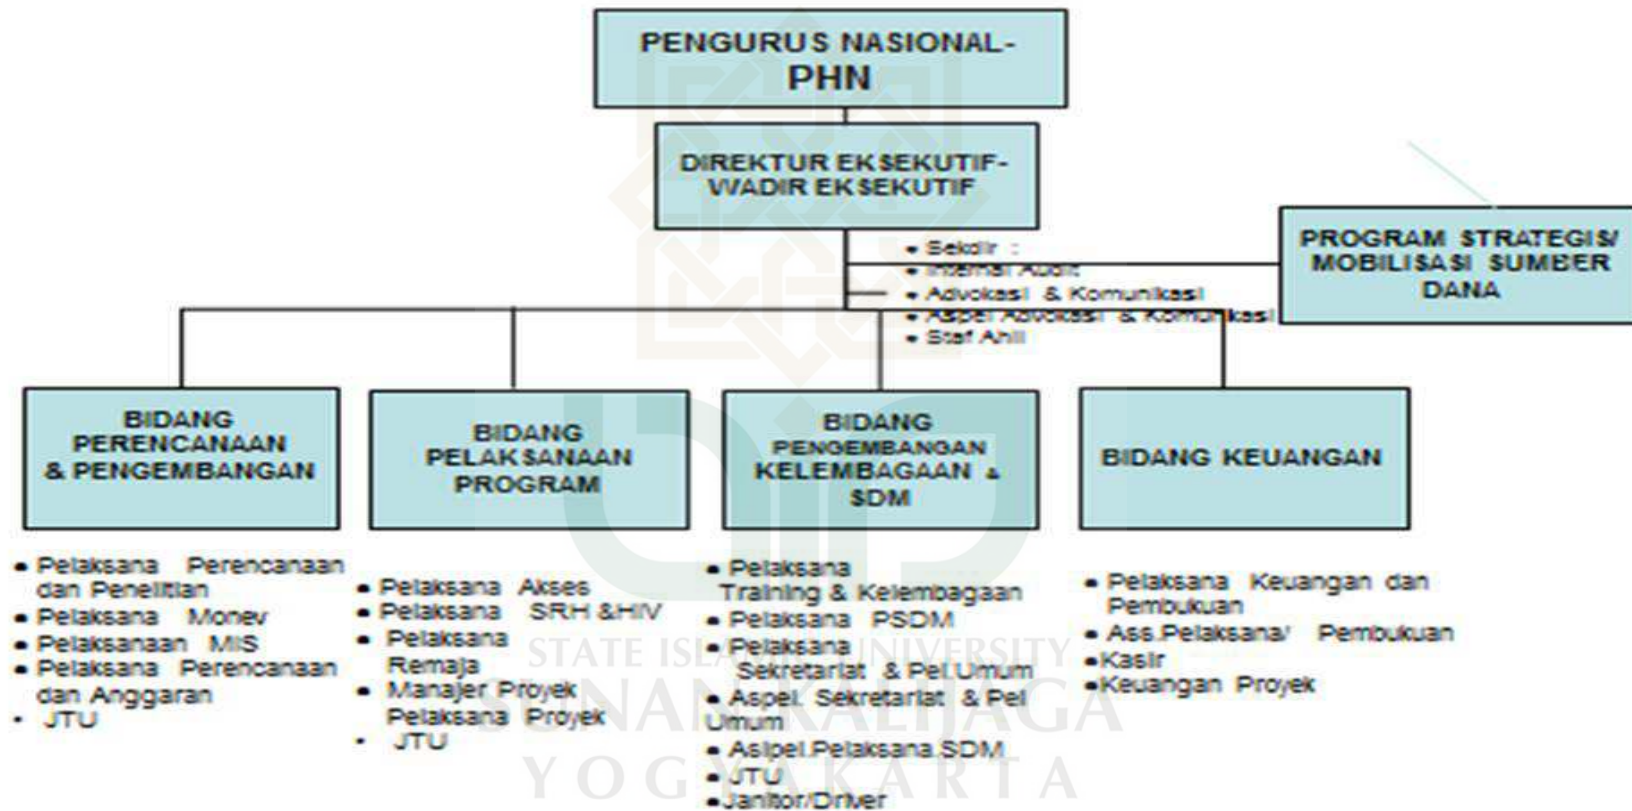 PENGURUS NASIONAL-
PHN
DIREKTUR EKSEKUTIF-
WADIR EKSEKUTIF
• Sekdir :
• Internal Audit
• Advokasi & Komunikasi
• Aspel Advokasi & Komunikasi
• Staf Ahli
PROGRAM STRATEGIS/
MOBILISASI SUMBER
DANA
BIDANG
PERENCANAAN
& PENGEMBANGAN
BIDANG
PELAKSANAAN
PROGRAM
BIDANG
PENGEMBANGAN
KELEMBAGAAN &
SDM
BIDANG KEUANGAN
• Pelaksana Perencanaan
dan Penelitian
• Pelaksana Monev
• Pelaksanaan MIS
• Pelaksana Perencanaan
dan Anggaran
• JTU
• Pelaksana Akses
• Pelaksana SRH &HIV
• Pelaksana
Remaja
• Manajer Proyek
Pelaksana Proyek
• JTU
• Pelaksana
Training & Kelembagaan
• Pelaksana PSDM
• Pelaksana
Sekretariat & Pel.Umum
• Aspel. Sekretariat & Pel
Umum
• Asipel.Pelaksana.SDM
• JTU
• Janitor/Driver
• Pelaksana Keuangan dan
Pembukuan
• Ass.Pelaksana/ Pembukuan
•Kasir
•Keuangan Proyek
STATE ISLAMIC UNIVERSITY
SUNAN KALIJAGA
YOGYAKARTA